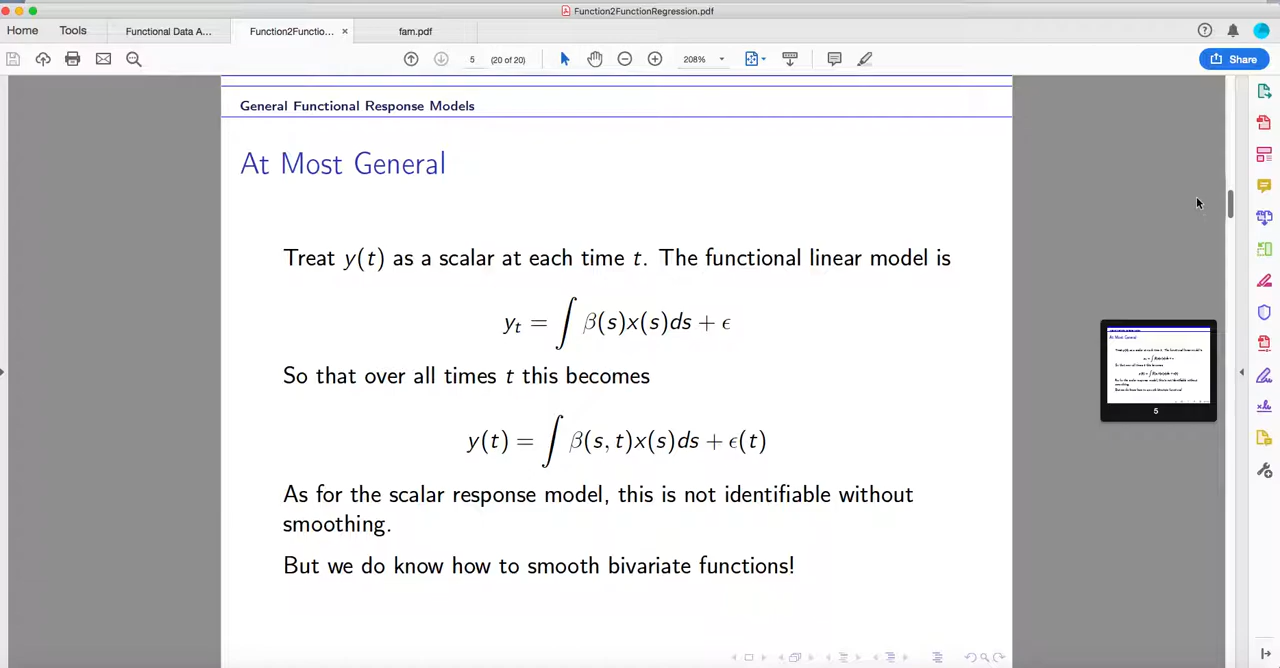 Function2FunctionRegression.pdf
Home Tools Functional Data A... Function2Functio... × fam.pdf
5 (20 of 20) 208% Share
General Functional Response Models
At Most General
Treat y(t) as a scalar at each time t. The functional linear model is
y_t = ∫ β(s)x(s)ds + ϵ
So that over all times t this becomes
y(t) = ∫ β(s, t)x(s)ds + ϵ(t)
As for the scalar response model, this is not identifiable without
smoothing.
But we do know how to smooth bivariate functions!
At Most General
5